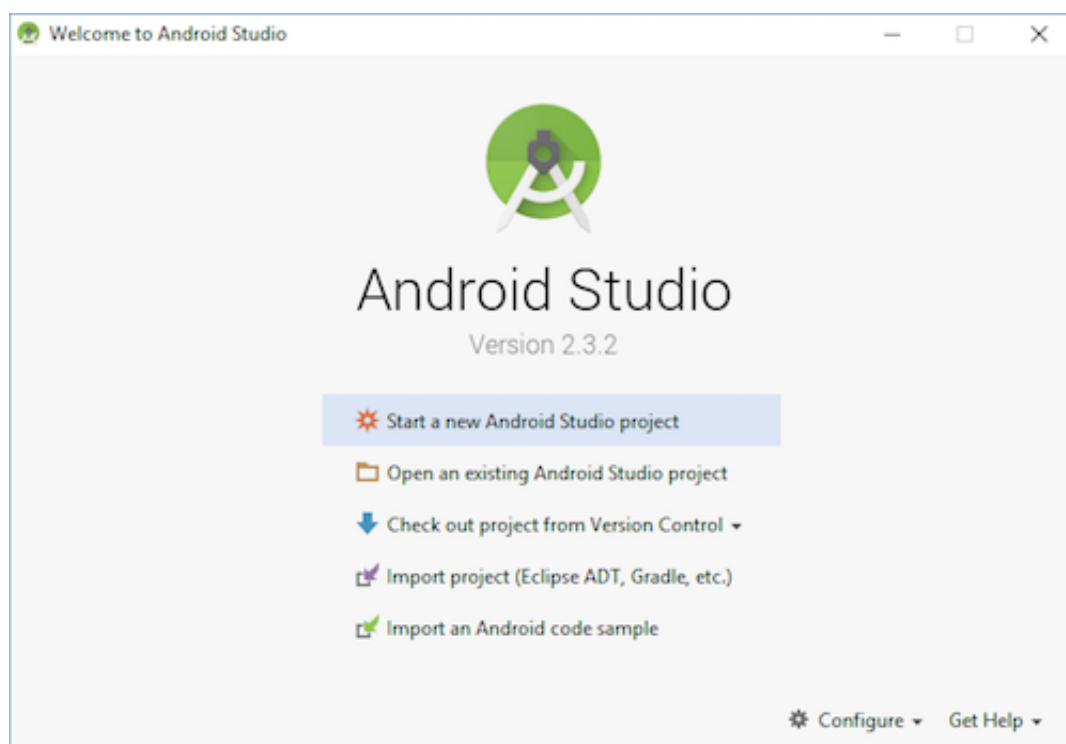 Welcome to Android Studio
Android Studio
Version 2.3.2
Start a new Android Studio project
Open an existing Android Studio project
Check out project from Version Control
Import project (Eclipse ADT, Gradle, etc.)
Import an Android code sample
Configure Get Help